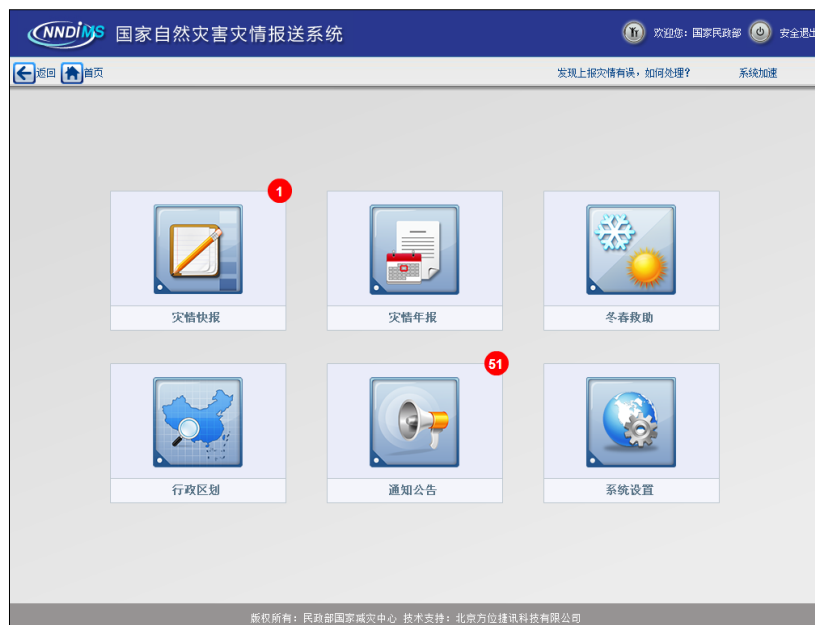 NNDiMS 国家自然灾害灾情报送系统 欢迎您：国家民政部 安全退出
返回 首页 发现上报灾情有误，如何处理？ 系统加速
1
灾情快报 灾情年报 冬春救助
51
行政区划 通知公告 系统设置
版权所有：民政部国家减灾中心 技术支持：北京方位捷讯科技有限公司